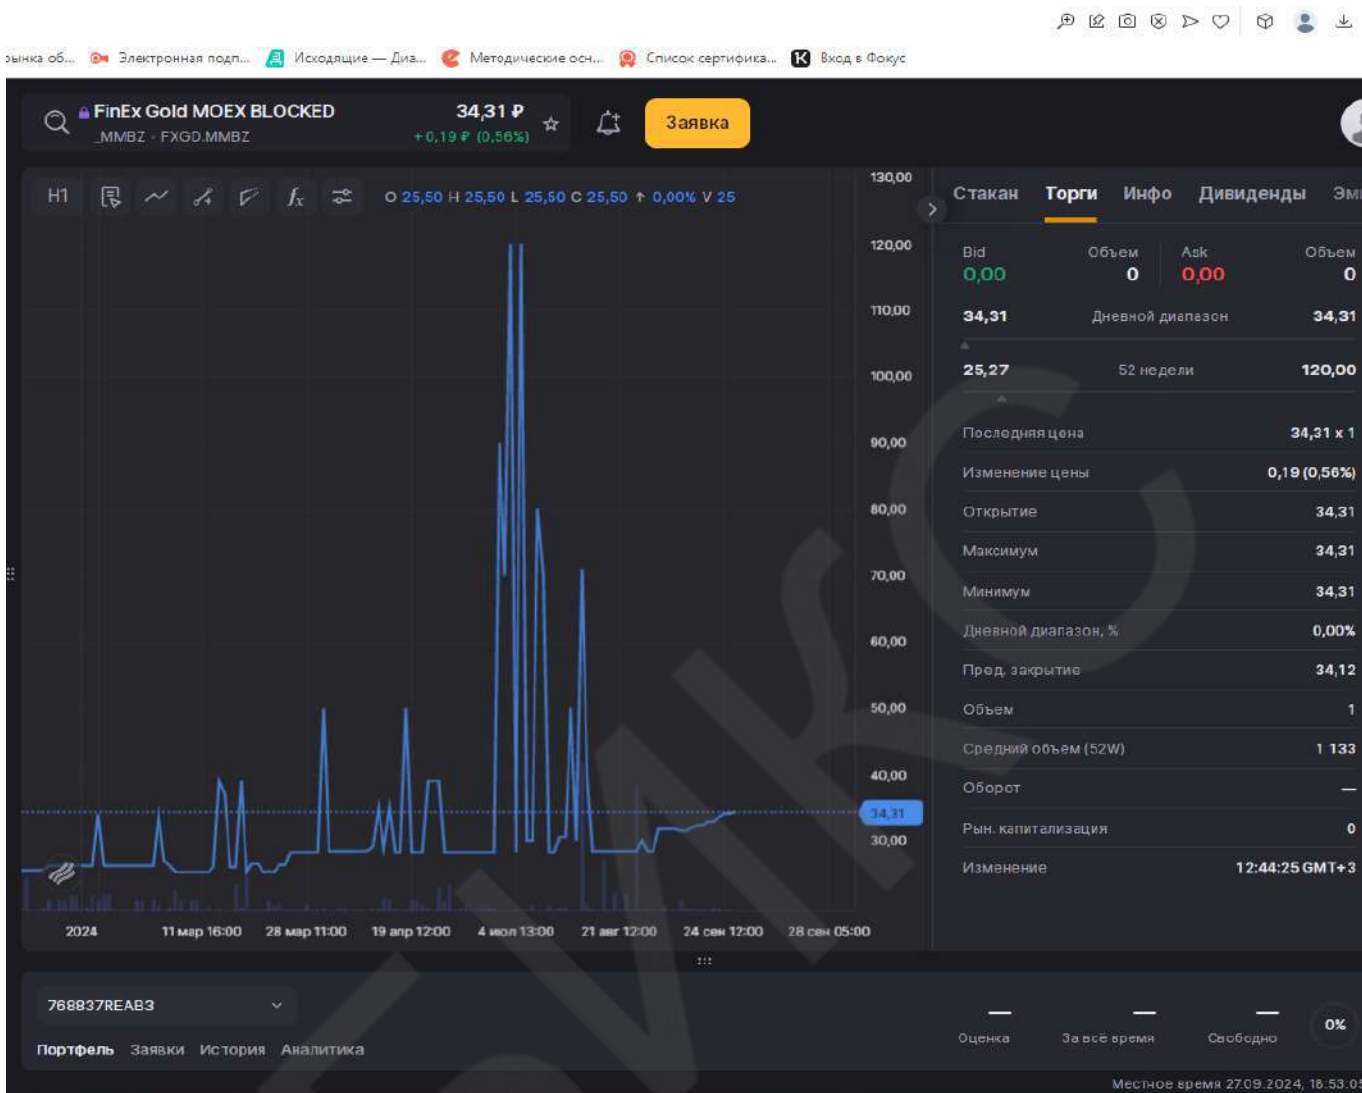 рынка об... Электронная подп... Исходящие — Диа... Методические осн... Список сертифика... Вход в Фокус
FinEx Gold MOEX BLOCKED 34,31 ₽
_MMBZ - FXGD.MMBZ +0,19 ₽ (0,56%)
Заявка
H1 fx O 25,50 H 25,50 L 25,50 C 25,50 ↑ 0,00% V 25
130,00
120,00
110,00
100,00
90,00
80,00
70,00
60,00
50,00
40,00
34,31
30,00
2024 11 мар 16:00 28 мар 11:00 19 апр 12:00 4 июл 13:00 21 авг 12:00 24 сен 12:00 28 сен 05:00
Стакан Торги Инфо Дивиденды Эми
Bid Объем Ask Объем
0,00 0 0,00 0
34,31 Дневной диапазон 34,31
25,27 52 недели 120,00
Последняя цена 34,31 x 1
Изменение цены 0,19 (0,56%)
Открытие 34,31
Максимум 34,31
Минимум 34,31
Дневной диапазон, % 0,00%
Пред. закрытие 34,12
Объем 1
Средний объем (52W) 1 133
Оборот —
Рын. капитализация 0
Изменение 12:44:25 GMT+3
768837REAB3
Портфель Заявки История Аналитика
— — —
Оценка За всё время Свободно 0%
Местное время 27.09.2024, 18:53:05